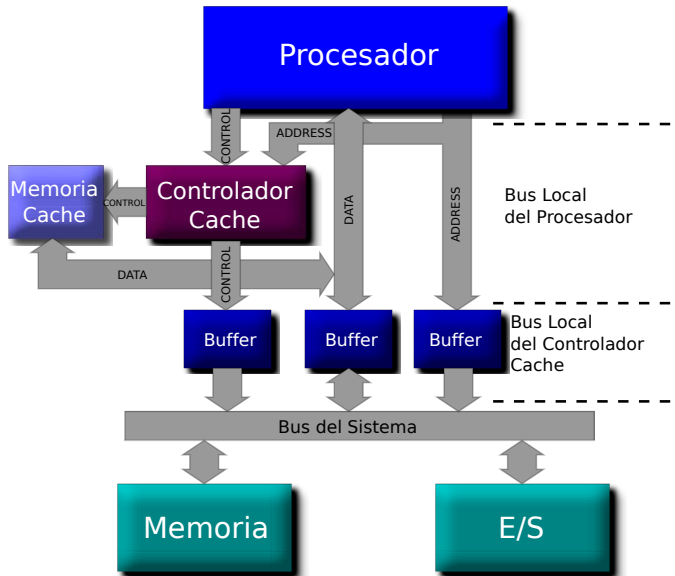 Procesador
CONTROL
ADDRESS
Memoria
Cache
CONTROL
Controlador
Cache
DATA
ADDRESS
Bus Local
del Procesador
DATA
CONTROL
Buffer
Buffer
Buffer
Bus Local
del Controlador
Cache
Bus del Sistema
Memoria
E/S